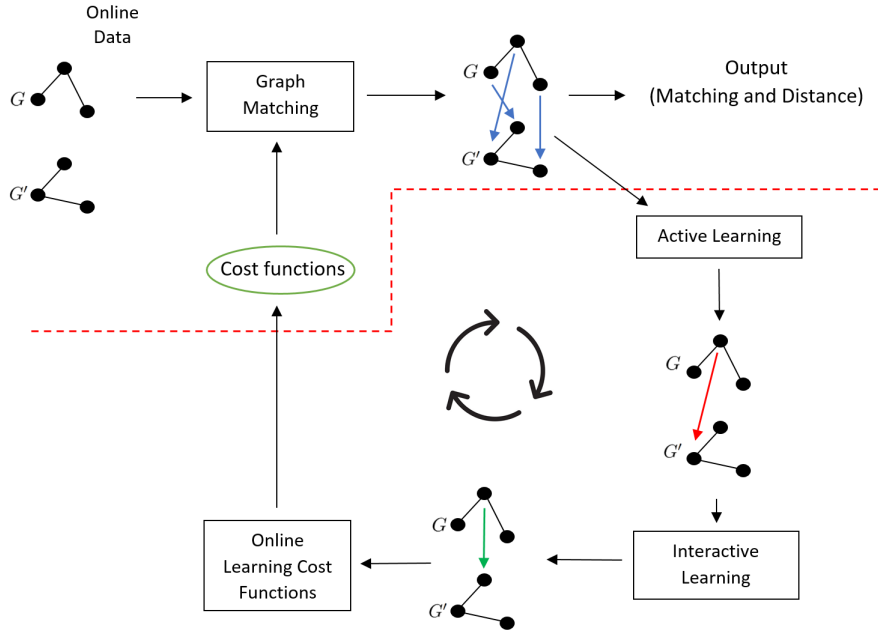 Online
Data
G
G′
Graph
Matching
G
G′
Output
(Matching and Distance)
Cost functions
Active Learning
G
G′
Interactive
Learning
G
G′
Online
Learning Cost
Functions